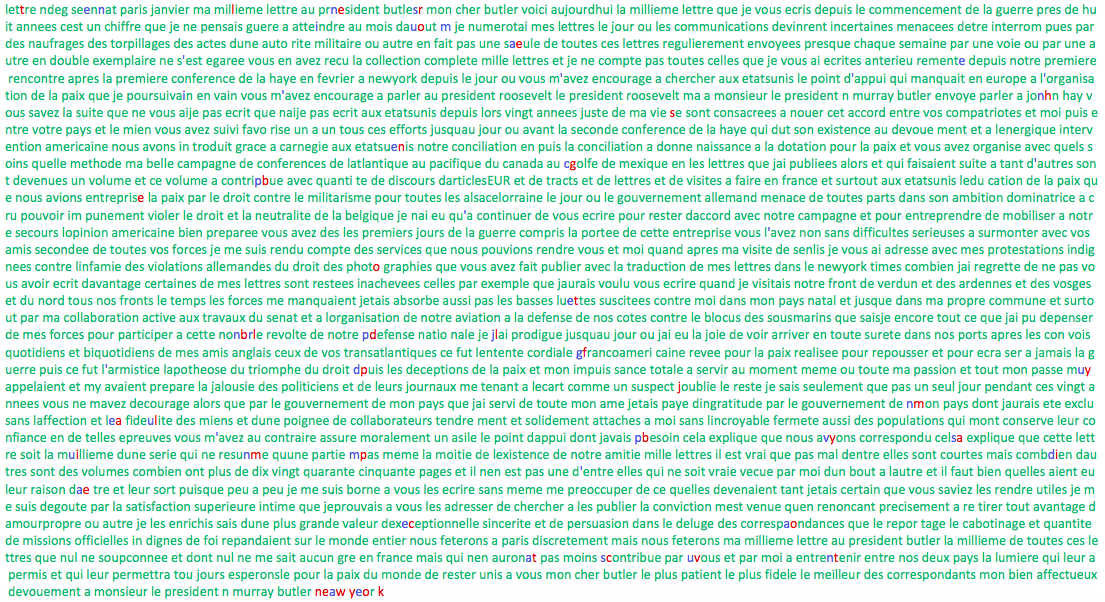 lettre ndeg seennat paris janvier ma millieme lettre au prnesident butlesr mon cher butler voici aujourdhui la millieme lettre que je vous ecris depuis le commencement de la guerre pres de hu
it annees cest un chiffre que je ne pensais guere a atteindre au mois dauout m je numerotai mes lettres le jour ou les communications devinrent incertaines menacees detre interrom pues par
des naufrages des torpillages des actes dune auto rite militaire ou autre en fait pas une saeule de toutes ces lettres regulierement envoyees presque chaque semaine par une voie ou par une a
utre en double exemplaire ne s'est egaree vous en avez recu la collection complete mille lettres et je ne compte pas toutes celles que je vous ai ecrites anterieu remente depuis notre premiere
rencontre apres la premiere conference de la haye en fevrier a newyork depuis le jour ou vous m'avez encourage a chercher aux etatsunis le point d'appui qui manquait en europe a l'organisa
tion de la paix que je poursuivain en vain vous m'avez encourage a parler au president roosevelt le president roosevelt ma a monsieur le president n murray butler envoye parler a jonhn hay v
ous savez la suite que ne vous aije pas ecrit que naije pas ecrit aux etatsunis depuis lors vingt annees juste de ma vie se sont consacrees a nouer cet accord entre vos compatriotes et moi puis e
ntre votre pays et le mien vous avez suivi favo rise un a un tous ces efforts jusquau jour ou avant la seconde conference de la haye qui dut son existence au devoue ment et a lenergique interv
ention americaine nous avons in troduit grace a carnegie aux etatsuenis notre conciliation en puis la conciliation a donne naissance a la dotation pour la paix et vous avez organise avec quels s
oins quelle methode ma belle campagne de conferences de latlantique au pacifique du canada au cgolfe de mexique en les lettres que jai publiees alors et qui faisaient suite a tant d'autres son
t devenues un volume et ce volume a contripbue avec quanti te de discours darticlesEUR et de tracts et de lettres et de visites a faire en france et surtout aux etatsunis ledu cation de la paix qu
e nous avions entreprise la paix par le droit contre le militarisme pour toutes les alsacelorraine le jour ou le gouvernement allemand menace de toutes parts dans son ambition dominatrice a c
ru pouvoir im punement violer le droit et la neutralite de la belgique je nai eu qu'a continuer de vous ecrire pour rester daccord avec notre campagne et pour entreprendre de mobiliser a notr
e secours lopinion americaine bien preparee vous avez des les premiers jours de la guerre compris la portee de cette entreprise vous l'avez non sans difficultes serieuses a surmonter avec vos
amis secondee de toutes vos forces je me suis rendu compte des services que nous pouvions rendre vous et moi quand apres ma visite de senlis je vous ai adresse avec mes protestations indig
nees contre linfamie des violations allemandes du droit des photo graphies que vous avez fait publier avec la traduction de mes lettres dans le newyork times combien jai regrette de ne pas vo
us avoir ecrit davantage certaines de mes lettres sont restees inachevees celles par exemple que jaurais voulu vous ecrire quand je visitais notre front de verdun et des ardennes et des vosges
et du nord tous nos fronts le temps les forces me manquaient jetais absorbe aussi pas les basses luettes suscitees contre moi dans mon pays natal et jusque dans ma propre commune et surto
ut par ma collaboration active aux travaux du senat et a lorganisation de notre aviation a la defense de nos cotes contre le blocus des sousmarins que saisje encore tout ce que jai pu depenser
de mes forces pour participer a cette nonbrle revolte de notre pdefense natio nale je jlai prodigue jusquau jour ou jai eu la joie de voir arriver en toute surete dans nos ports apres les con vois
quotidiens et biquotidiens de mes amis anglais ceux de vos transatlantiques ce fut lentente cordiale gfrancoameri caine revee pour la paix realisee pour repousser et pour ecra ser a jamais la g
uerre puis ce fut l'armistice lapotheose du triomphe du droit dpuis les deceptions de la paix et mon impuis sance totale a servir au moment meme ou toute ma passion et tout mon passe muy
appelaient et my avaient prepare la jalousie des politiciens et de leurs journaux me tenant a lecart comme un suspect joublie le reste je sais seulement que pas un seul jour pendant ces vingt a
nnees vous ne mavez decourage alors que par le gouvernement de mon pays que jai servi de toute mon ame jetais paye dingratitude par le gouvernement de nmon pays dont jaurais ete exclu
sans laffection et lea fideulite des miens et dune poignee de collaborateurs tendre ment et solidement attaches a moi sans lincroyable fermete aussi des populations qui mont conserve leur co
nfiance en de telles epreuves vous m'avez au contraire assure moralement un asile le point dappui dont javais pbesoin cela explique que nous avyons correspondu celsa explique que cette lett
re soit la muillieme dune serie qui ne resunme quune partie mpas meme la moitie de lexistence de notre amitie mille lettres il est vrai que pas mal dentre elles sont courtes mais combdien dau
tres sont des volumes combien ont plus de dix vingt quarante cinquante pages et il nen est pas une d'entre elles qui ne soit vraie vecue par moi dun bout a lautre et il faut bien quelles aient eu
leur raison dae tre et leur sort puisque peu a peu je me suis borne a vous les ecrire sans meme me preoccuper de ce quelles devenaient tant jetais certain que vous saviez les rendre utiles je m
e suis degoute par la satisfaction superieure intime que jeprouvais a vous les adresser de chercher a les publier la conviction mest venue quen renoncant precisement a re tirer tout avantage d
amourpropre ou autre je les enrichis sais dune plus grande valeur dexeceptionnelle sincerite et de persuasion dans le deluge des correspaondances que le repor tage le cabotinage et quantite
de missions officielles in dignes de foi repandaient sur le monde entier nous feterons a paris discretement mais nous feterons ma millieme lettre au president butler la millieme de toutes ces le
ttres que nul ne soupconnee et dont nul ne me sait aucun gre en france mais qui nen auronat pas moins scontribue par uvous et par moi a entrentenir entre nos deux pays la lumiere qui leur a
permis et qui leur permettra tou jours esperonsle pour la paix du monde de rester unis a vous mon cher butler le plus patient le plus fidele le meilleur des correspondants mon bien affectueux
devouement a monsieur le president n murray butler neaw yeor k